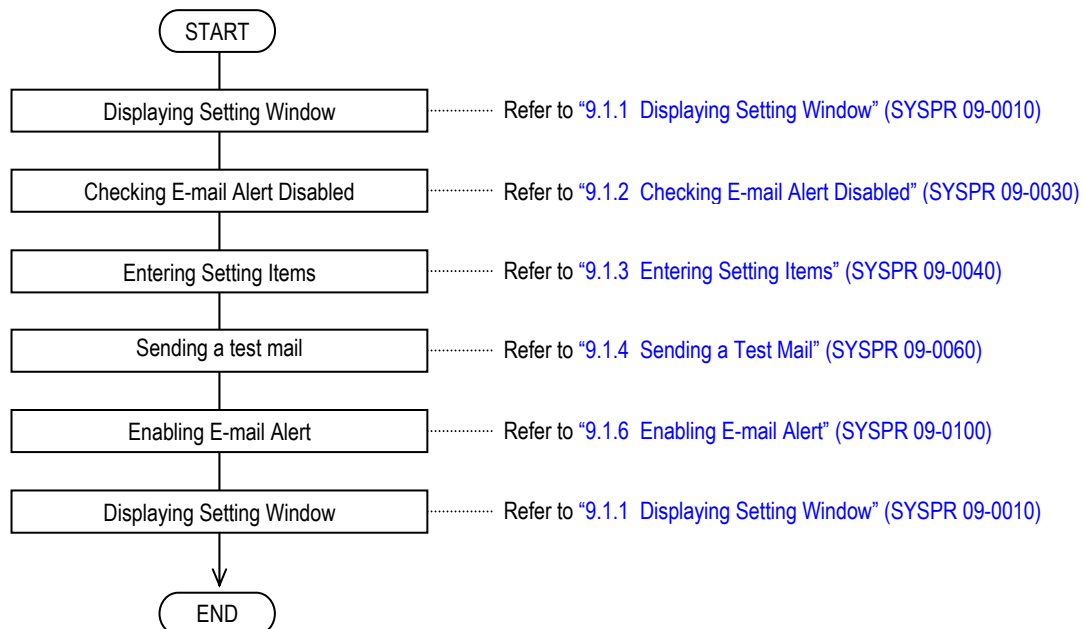 START
Displaying Setting Window Refer to “9.1.1 Displaying Setting Window” (SYSPR 09-0010)
Checking E-mail Alert Disabled Refer to “9.1.2 Checking E-mail Alert Disabled” (SYSPR 09-0030)
Entering Setting Items Refer to “9.1.3 Entering Setting Items” (SYSPR 09-0040)
Sending a test mail Refer to “9.1.4 Sending a Test Mail” (SYSPR 09-0060)
Enabling E-mail Alert Refer to “9.1.6 Enabling E-mail Alert” (SYSPR 09-0100)
Displaying Setting Window Refer to “9.1.1 Displaying Setting Window” (SYSPR 09-0010)
END